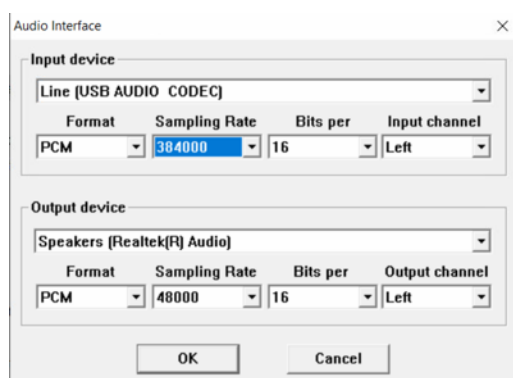 Audio Interface
Input device
Line (USB AUDIO  CODEC)
Format Sampling Rate Bits per Input channel
PCM 384000 16 Left
Output device
Speakers (Realtek(R) Audio)
Format Sampling Rate Bits per Output channel
PCM 48000 16 Left
OK Cancel